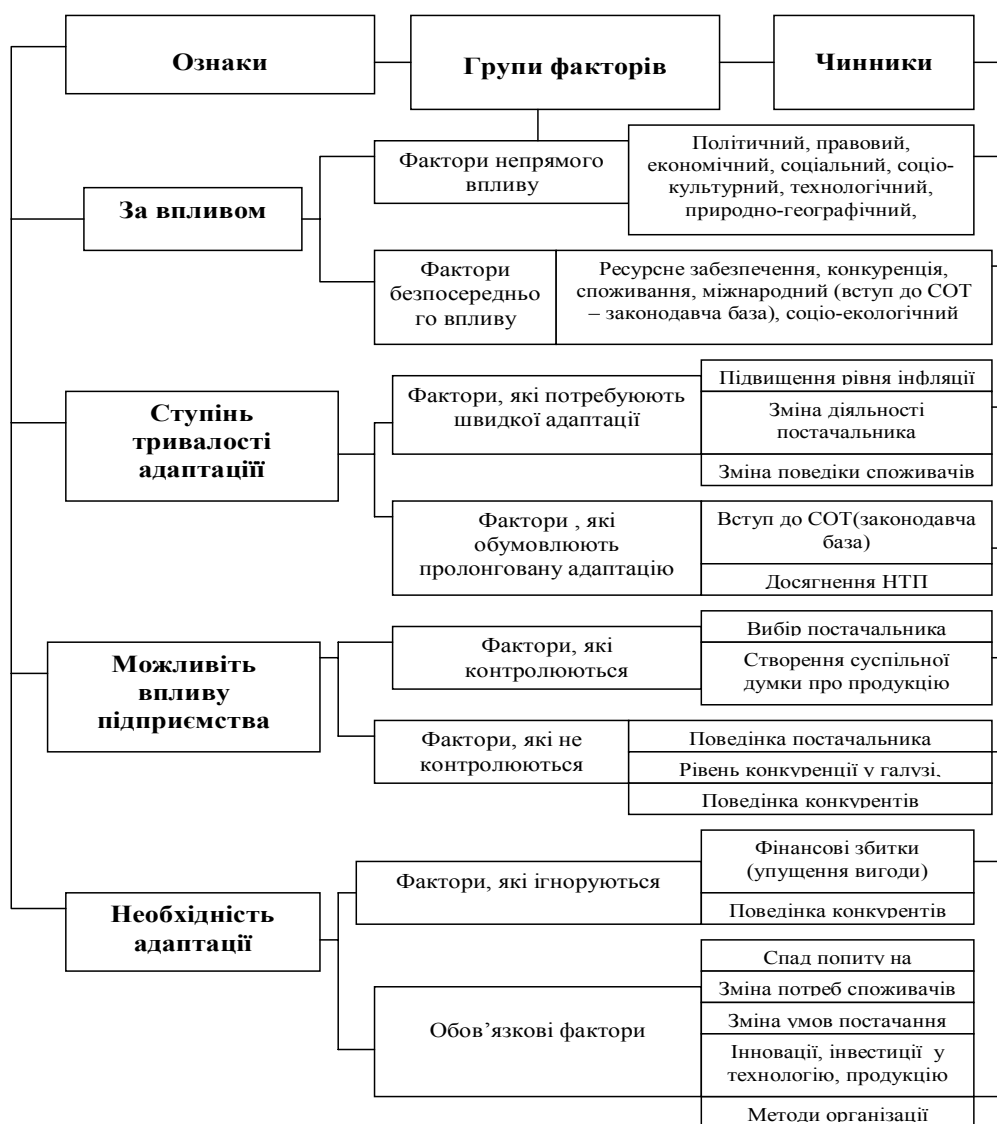 Ознаки
Групи факторів
Чинники
За впливом
Фактори непрямого
впливу
Політичний, правовий,
економічний, соціальний, соціо-
культурний, технологічний,
природно-географічний,
Фактори
безпосередньо
го впливу
Ресурсне забезпечення, конкуренція,
споживання, міжнародний (вступ до СОТ
– законодавча база), соціо-екологічний
Ступінь
тривалості
адаптаціїї
Фактори, які потребуюють
швидкої адаптації
Підвищення рівня інфляції
Зміна діяльності
постачальника
Зміна поведіки споживачів
Фактори , які
обумовлюють
пролонговану адаптацію
Вступ до СОТ(законодавча
база)
Досягнення НТП
Можливіть
впливу
підприємства
Фактори, які
контролюються
Вибір постачальника
Створення суспільної
думки про продукцію
Фактори, які не
контролюються
Поведінка постачальника
Рівень конкуренції у галузі,
Поведінка конкурентів
Необхідність
адаптації
Фактори, які ігноруються
Фінансові збитки
(упущення вигоди)
Поведінка конкурентів
Обов’язкові фактори
Спад попиту на
Зміна потреб споживачів
Зміна умов постачання
Інновації, інвестиції у
технологію, продукцію
Методи організації